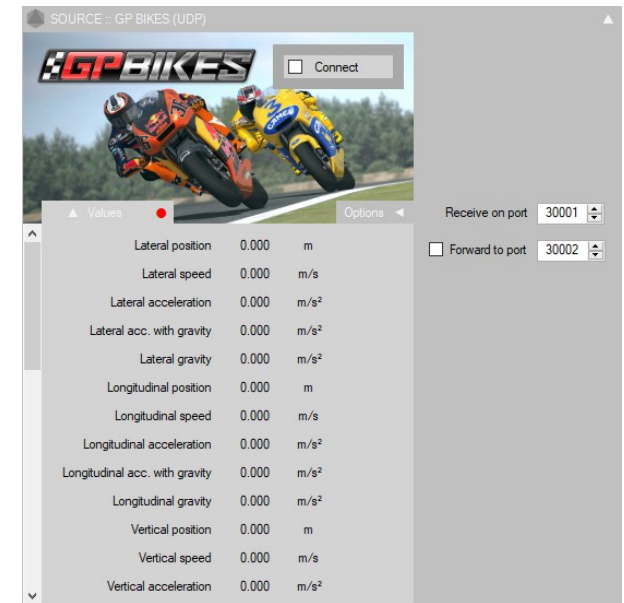 SOURCE :: GP BIKES (UDP)
GP BIKES
Connect
Values
Options
Receive on port 30001
Forward to port 30002
Lateral position 0.000 m
Lateral speed 0.000 m/s
Lateral acceleration 0.000 m/s²
Lateral acc. with gravity 0.000 m/s²
Lateral gravity 0.000 m/s²
Longitudinal position 0.000 m
Longitudinal speed 0.000 m/s
Longitudinal acceleration 0.000 m/s²
Longitudinal acc. with gravity 0.000 m/s²
Longitudinal gravity 0.000 m/s²
Vertical position 0.000 m
Vertical speed 0.000 m/s
Vertical acceleration 0.000 m/s²